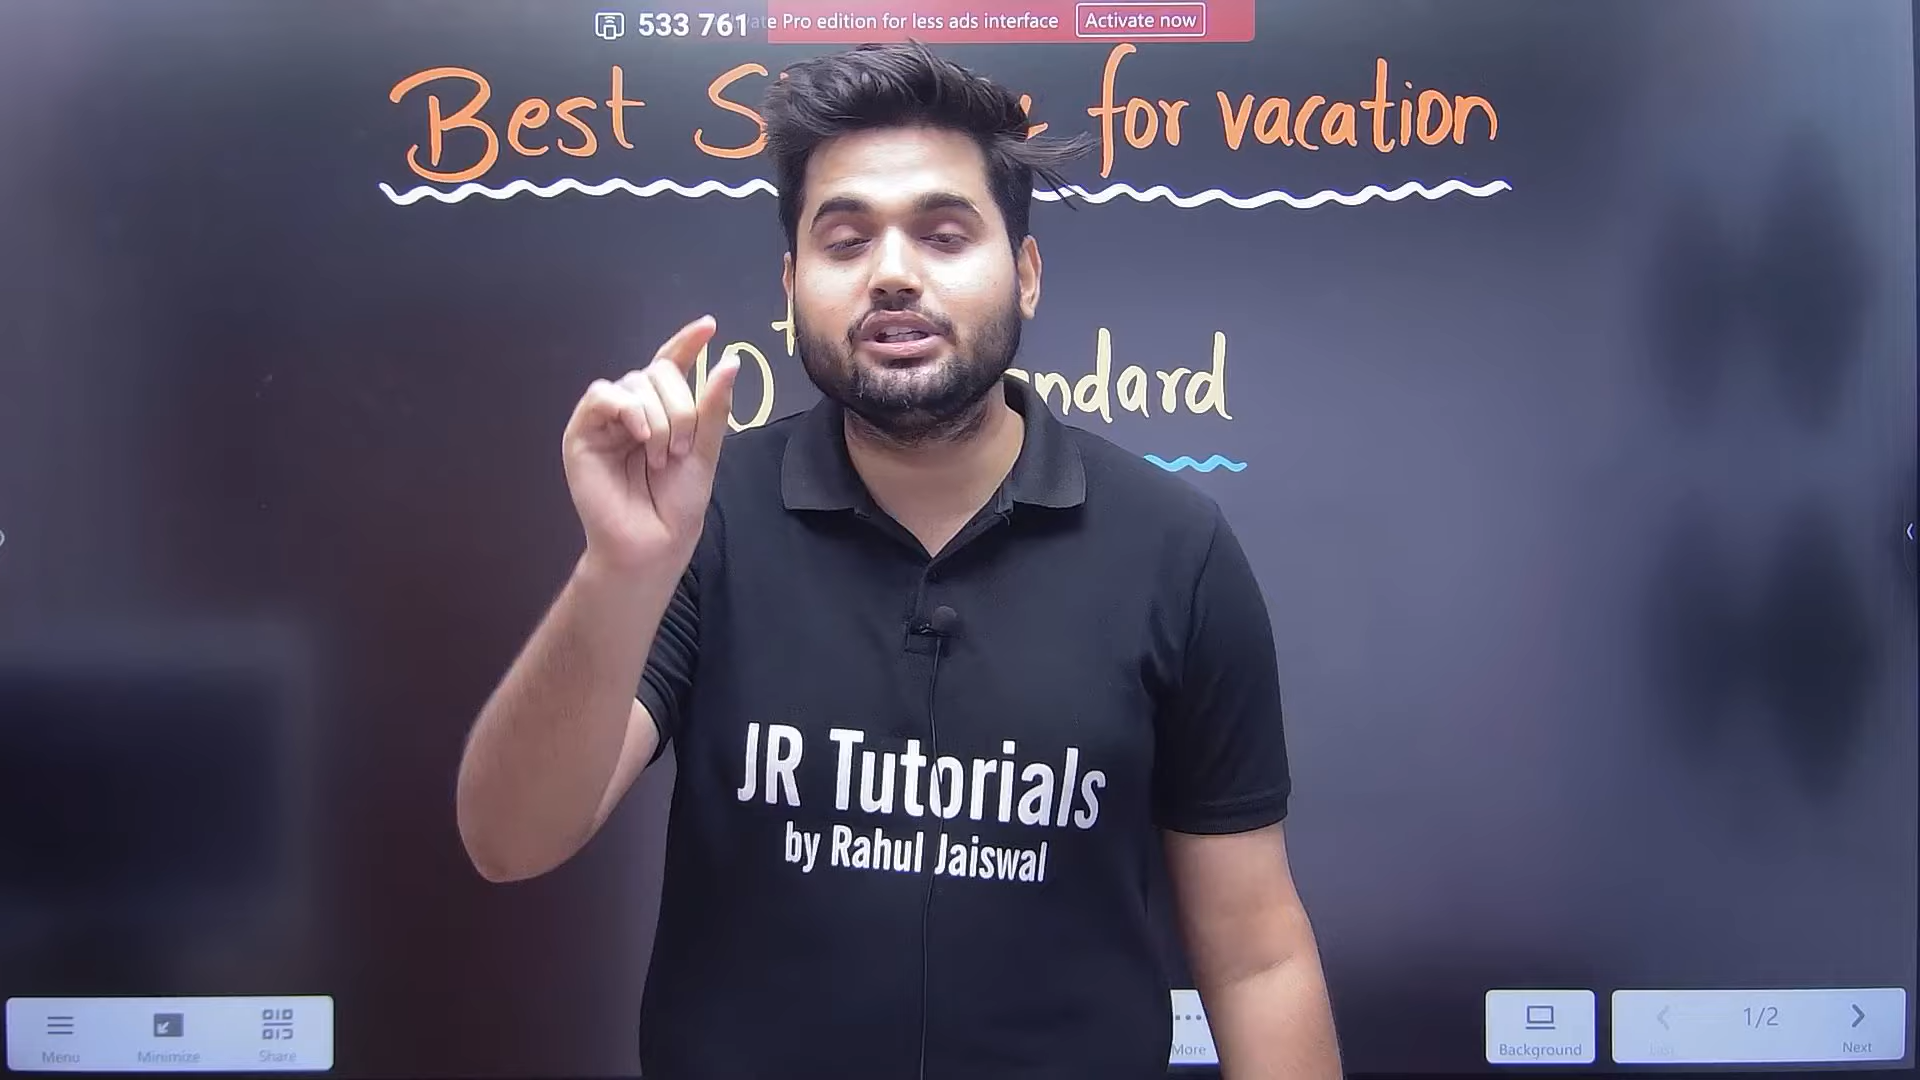 533 761
Pro edition for less ads interface Activate now
Best for vacation
JR Tutorials
by Rahul Jaiswal
Menu Minimize Share More Background 1/2 Next